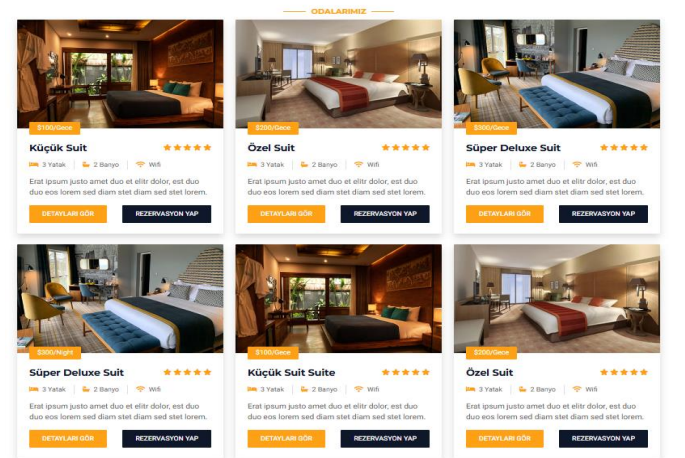 ODALARIMIZ
$100/Gece
Küçük Suit
3 Yatak 2 Banyo Wifi
Erat ipsum justo amet duo et elitr dolor, est duo
duo eos lorem sed diam stet diam sed stet lorem.
DETAYLARI GÖR REZERVASYON YAP
$200/Gece
Özel Suit
3 Yatak 2 Banyo Wifi
Erat ipsum justo amet duo et elitr dolor, est duo
duo eos lorem sed diam stet diam sed stet lorem.
DETAYLARI GÖR REZERVASYON YAP
$300/Gece
Süper Deluxe Suit
3 Yatak 2 Banyo Wifi
Erat ipsum justo amet duo et elitr dolor, est duo
duo eos lorem sed diam stet diam sed stet lorem.
DETAYLARI GÖR REZERVASYON YAP
$300/Night
Süper Deluxe Suit
3 Yatak 2 Banyo Wifi
Erat ipsum justo amet duo et elitr dolor, est duo
duo eos lorem sed diam stet diam sed stet lorem.
DETAYLARI GÖR REZERVASYON YAP
$100/Gece
Küçük Suit Suite
3 Yatak 2 Banyo Wifi
Erat ipsum justo amet duo et elitr dolor, est duo
duo eos lorem sed diam stet diam sed stet lorem.
DETAYLARI GÖR REZERVASYON YAP
$200/Gece
Özel Suit
3 Yatak 2 Banyo Wifi
Erat ipsum justo amet duo et elitr dolor, est duo
duo eos lorem sed diam stet diam sed stet lorem.
DETAYLARI GÖR REZERVASYON YAP